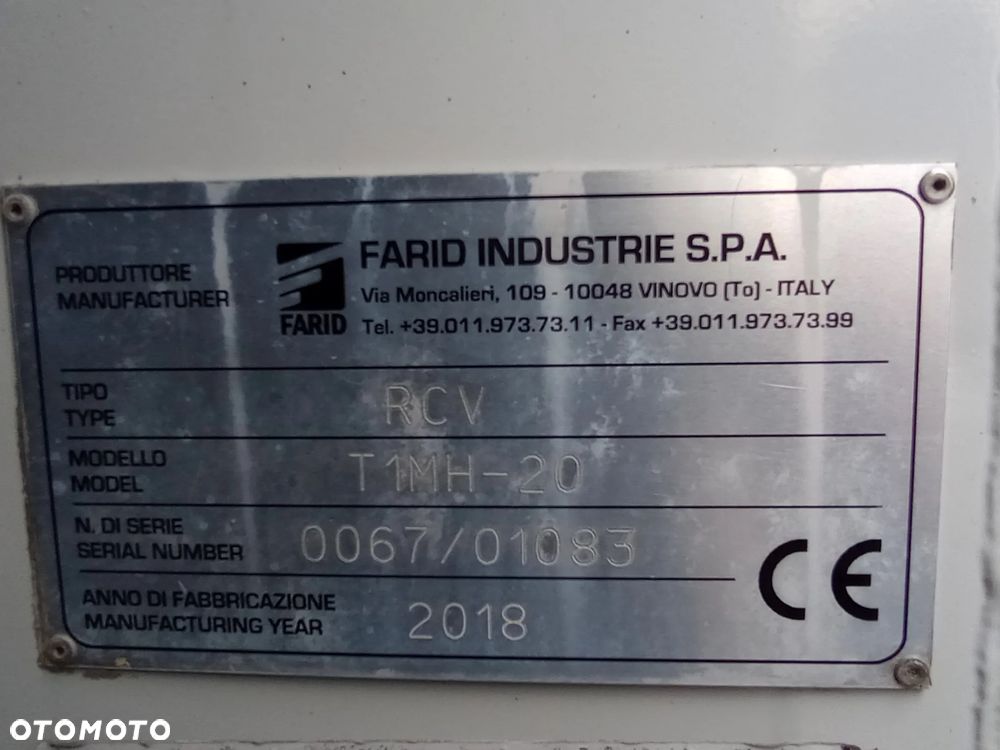 PRODUTTORE
MANUFACTURER
FARID
FARID INDUSTRIE S.P.A.
Via Moncalieri, 109 - 10048 VINOVO (To) - ITALY
Tel. +39.011.973.73.11 - Fax +39.011.973.73.99
TIPO
TYPE
RCV
MODELLO
MODEL
T1MH-20
N. DI SERIE
SERIAL NUMBER
0067/01083
ANNO DI FABBRICAZIONE
MANUFACTURING YEAR
2018
CE
OTOMOTO